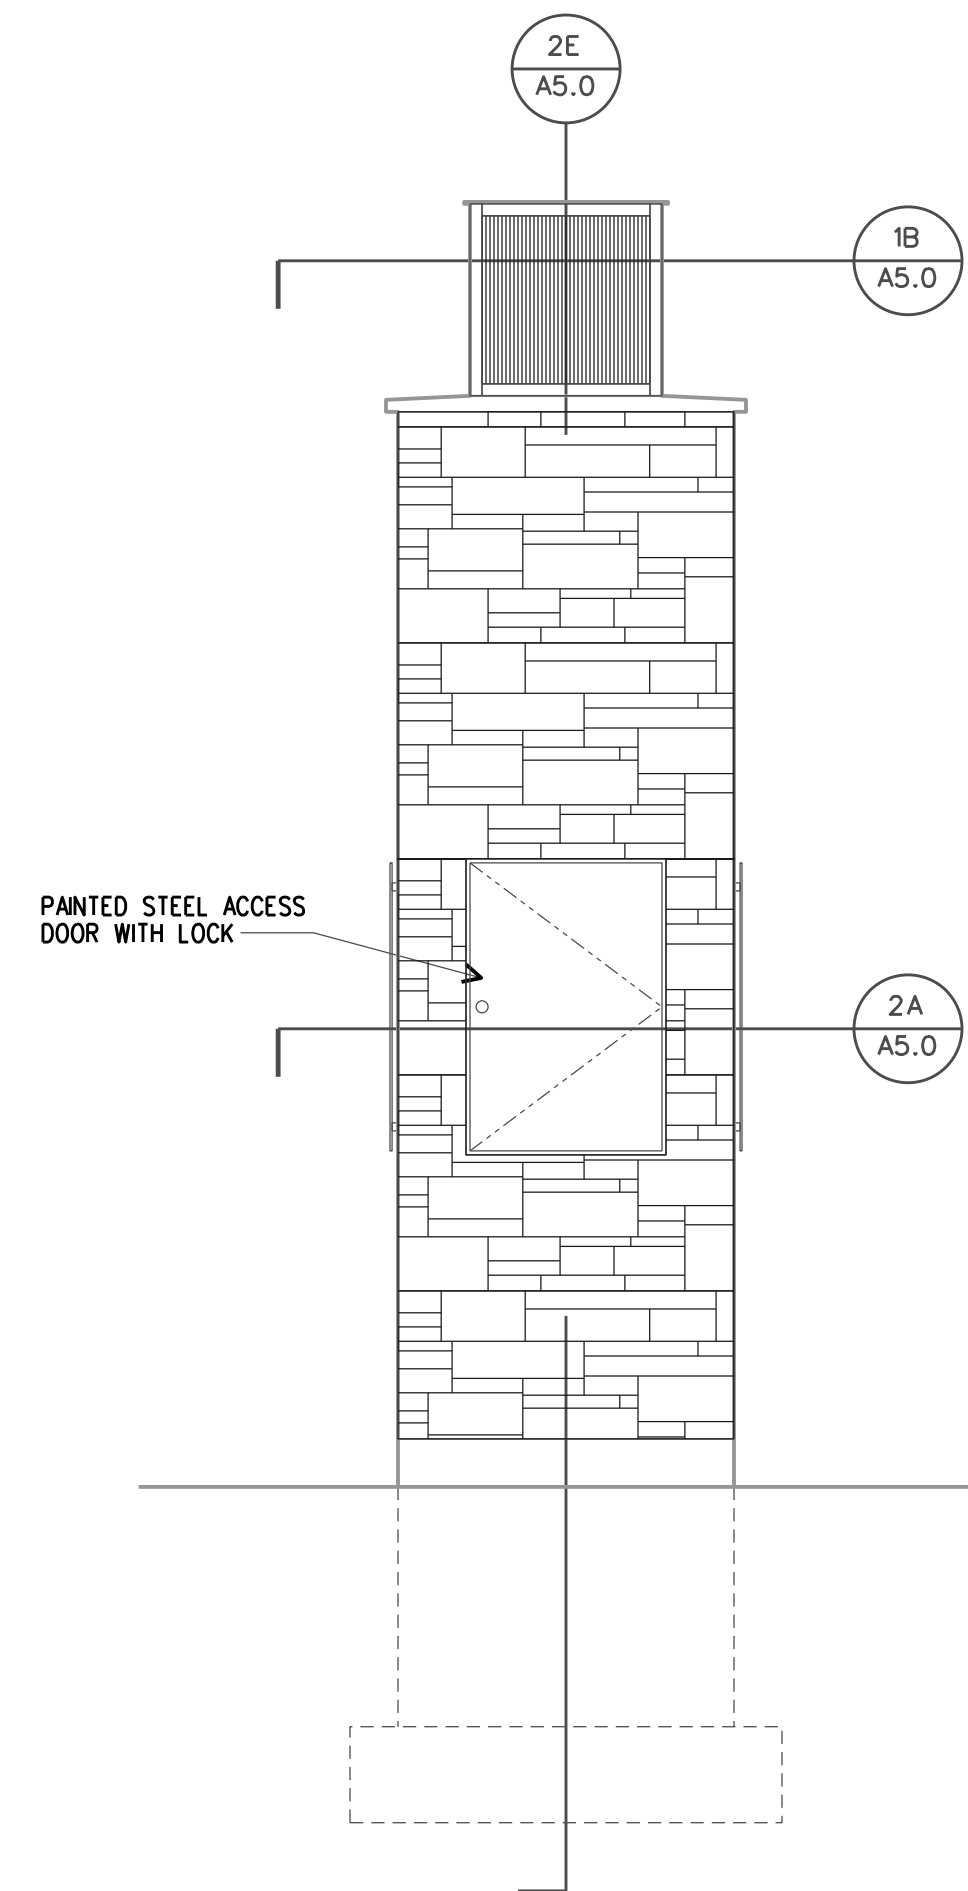 2E
A5.0
1B
A5.0
PAINTED STEEL ACCESS
DOOR WITH LOCK
2A
A5.0